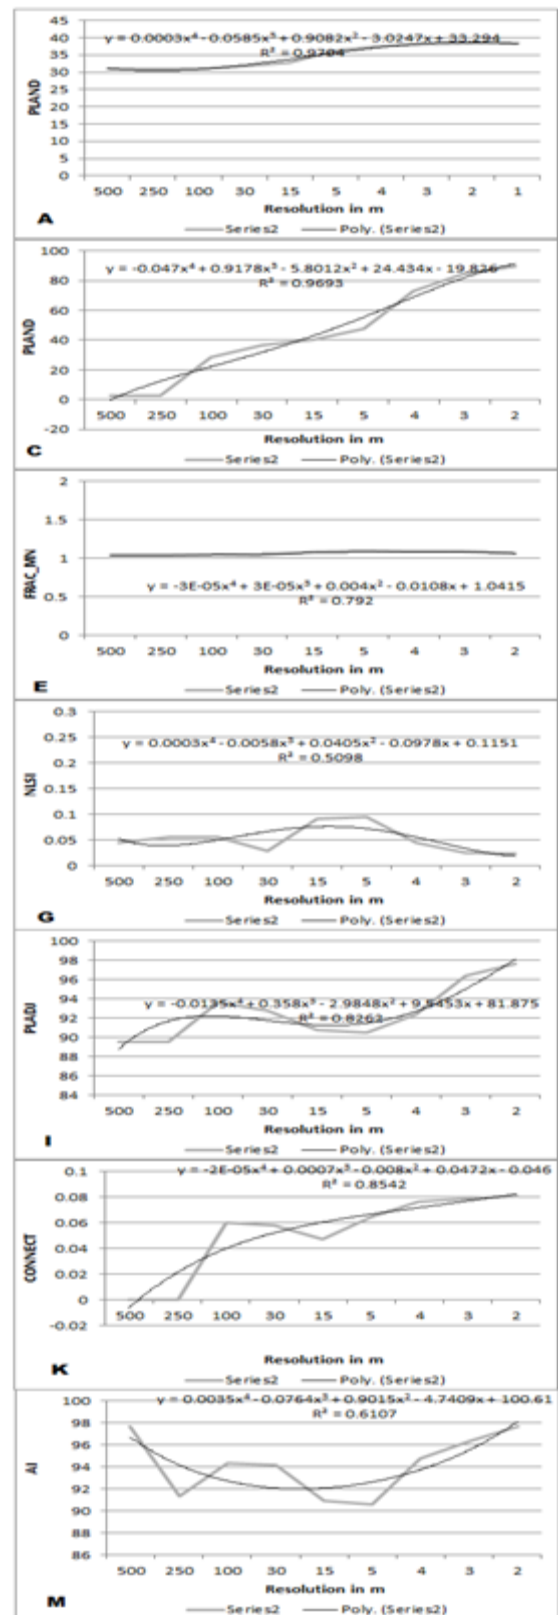 45
40
35
30
25
20
15
10
5
0
PLAND
y = 0.0003x⁴ - 0.0585x³ + 0.9082x² - 3.0247x + 33.294
R² = 0.9704
500 250 100 30 15 5 4 3 2 1
Resolution in m
A
Series2 Poly. (Series2)
100
80
60
40
20
0
-20
PLAND
y = -0.047x⁴ + 0.9178x³ - 5.8012x² + 24.434x - 19.826
R² = 0.9693
500 250 100 30 15 5 4 3 2
Resolution in m
C
Series2 Poly. (Series2)
2
1.5
1
0.5
0
FRAC_MN
y = -3E-05x⁴ + 3E-05x³ + 0.004x² - 0.0108x + 1.0415
R² = 0.792
500 250 100 30 15 5 4 3 2
Resolution in m
E
Series2 Poly. (Series2)
0.3
0.25
0.2
0.15
0.1
0.05
0
NLSI
y = 0.0003x⁴ - 0.0058x³ + 0.0405x² - 0.0978x + 0.1151
R² = 0.5098
500 250 100 30 15 5 4 3 2
Resolution in m
G
Series2 Poly. (Series2)
100
98
96
94
92
90
88
86
84
PLADJ
y = -0.0135x⁴ + 0.358x³ - 2.9848x² + 9.5453x + 81.875
R² = 0.8262
500 250 100 30 15 5 4 3 2
Resolution in m
I
Series2 Poly. (Series2)
0.1
0.08
0.06
0.04
0.02
0
-0.02
CONNECT
y = -2E-05x⁴ + 0.0007x³ - 0.008x² + 0.0472x - 0.046
R² = 0.8542
500 250 100 30 15 5 4 3 2
Resolution in m
K
Series2 Poly. (Series2)
100
98
96
94
92
90
88
86
AI
y = 0.0035x⁴ - 0.0764x³ + 0.9015x² - 4.7409x + 100.61
R² = 0.6107
500 250 100 30 15 5 4 3 2
Resolution in m
M
Series2 Poly. (Series2)